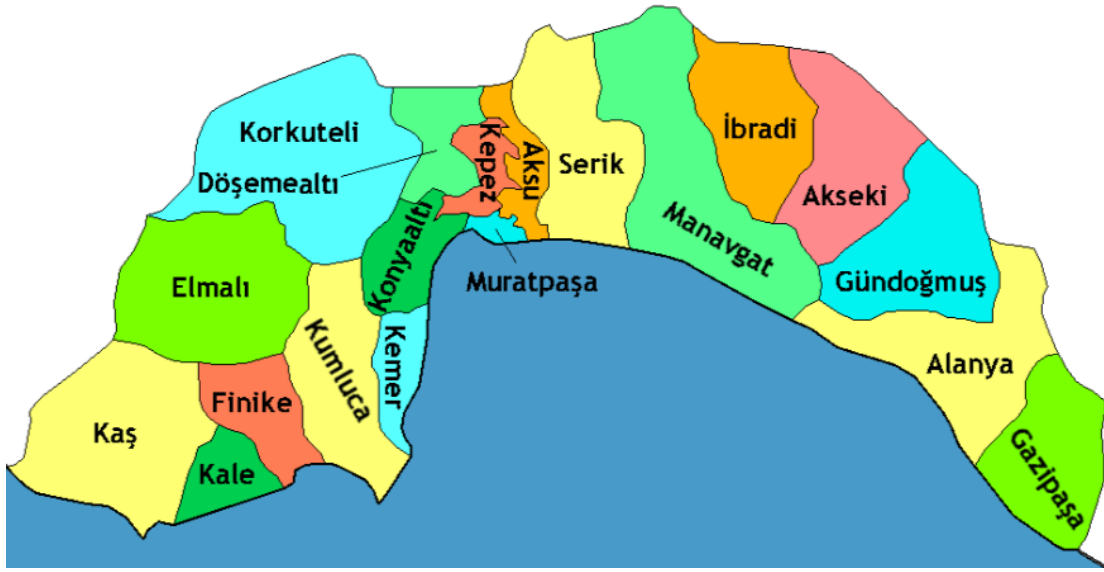 Korkuteli
Döşemealtı
Kepez
Aksu
Serik
İbradi
Akseki
Elmalı
Konyaaltı
Muratpaşa
Manavgat
Gündoğmuş
Kumluca
Kemer
Alanya
Finike
Kaş
Kale
Gazipaşa